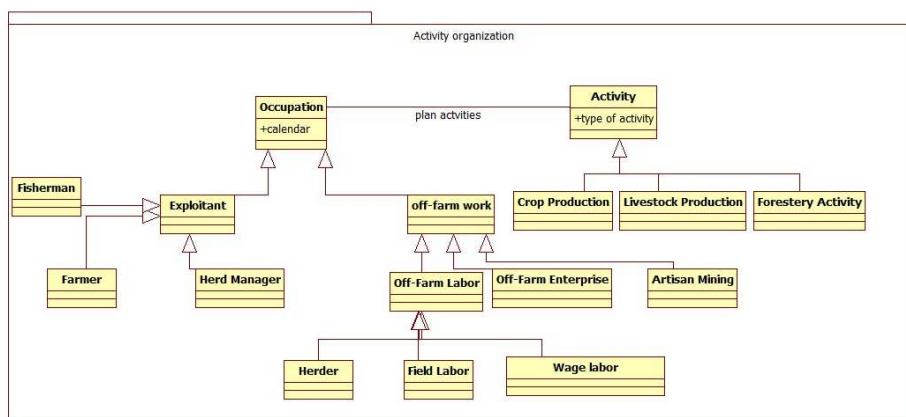 Activity organization
Activity
+type of activity
Occupation
+calendar
plan actvities
Fisherman
Exploitant
off-farm work
Crop Production
Livestock Production
Forestery Activity
Farmer
Herd Manager
Off-Farm Labor
Off-Farm Enterprise
Artisan Mining
Herder
Field Labor
Wage labor